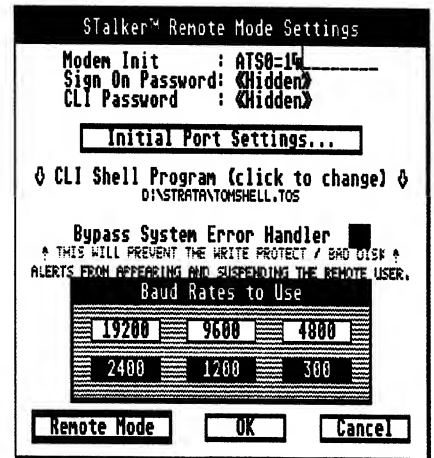 STalker™ Remote Mode Settings
Modem Init : ATS0=1
Sign On Password: «Hidden»
CLI Password : «Hidden»
Initial Port Settings...
⇩ CLI Shell Program (click to change) ⇩
D:\STRATA\TOMSHELL.TOS
Bypass System Error Handler
↑ THIS WILL PREVENT THE WRITE PROTECT / BAD DISK ↑
ALERTS FROM APPEARING AND SUSPENDING THE REMOTE USER.
Baud Rates to Use
19200 9600 4800
2400 1200 300
Remote Mode OK Cancel